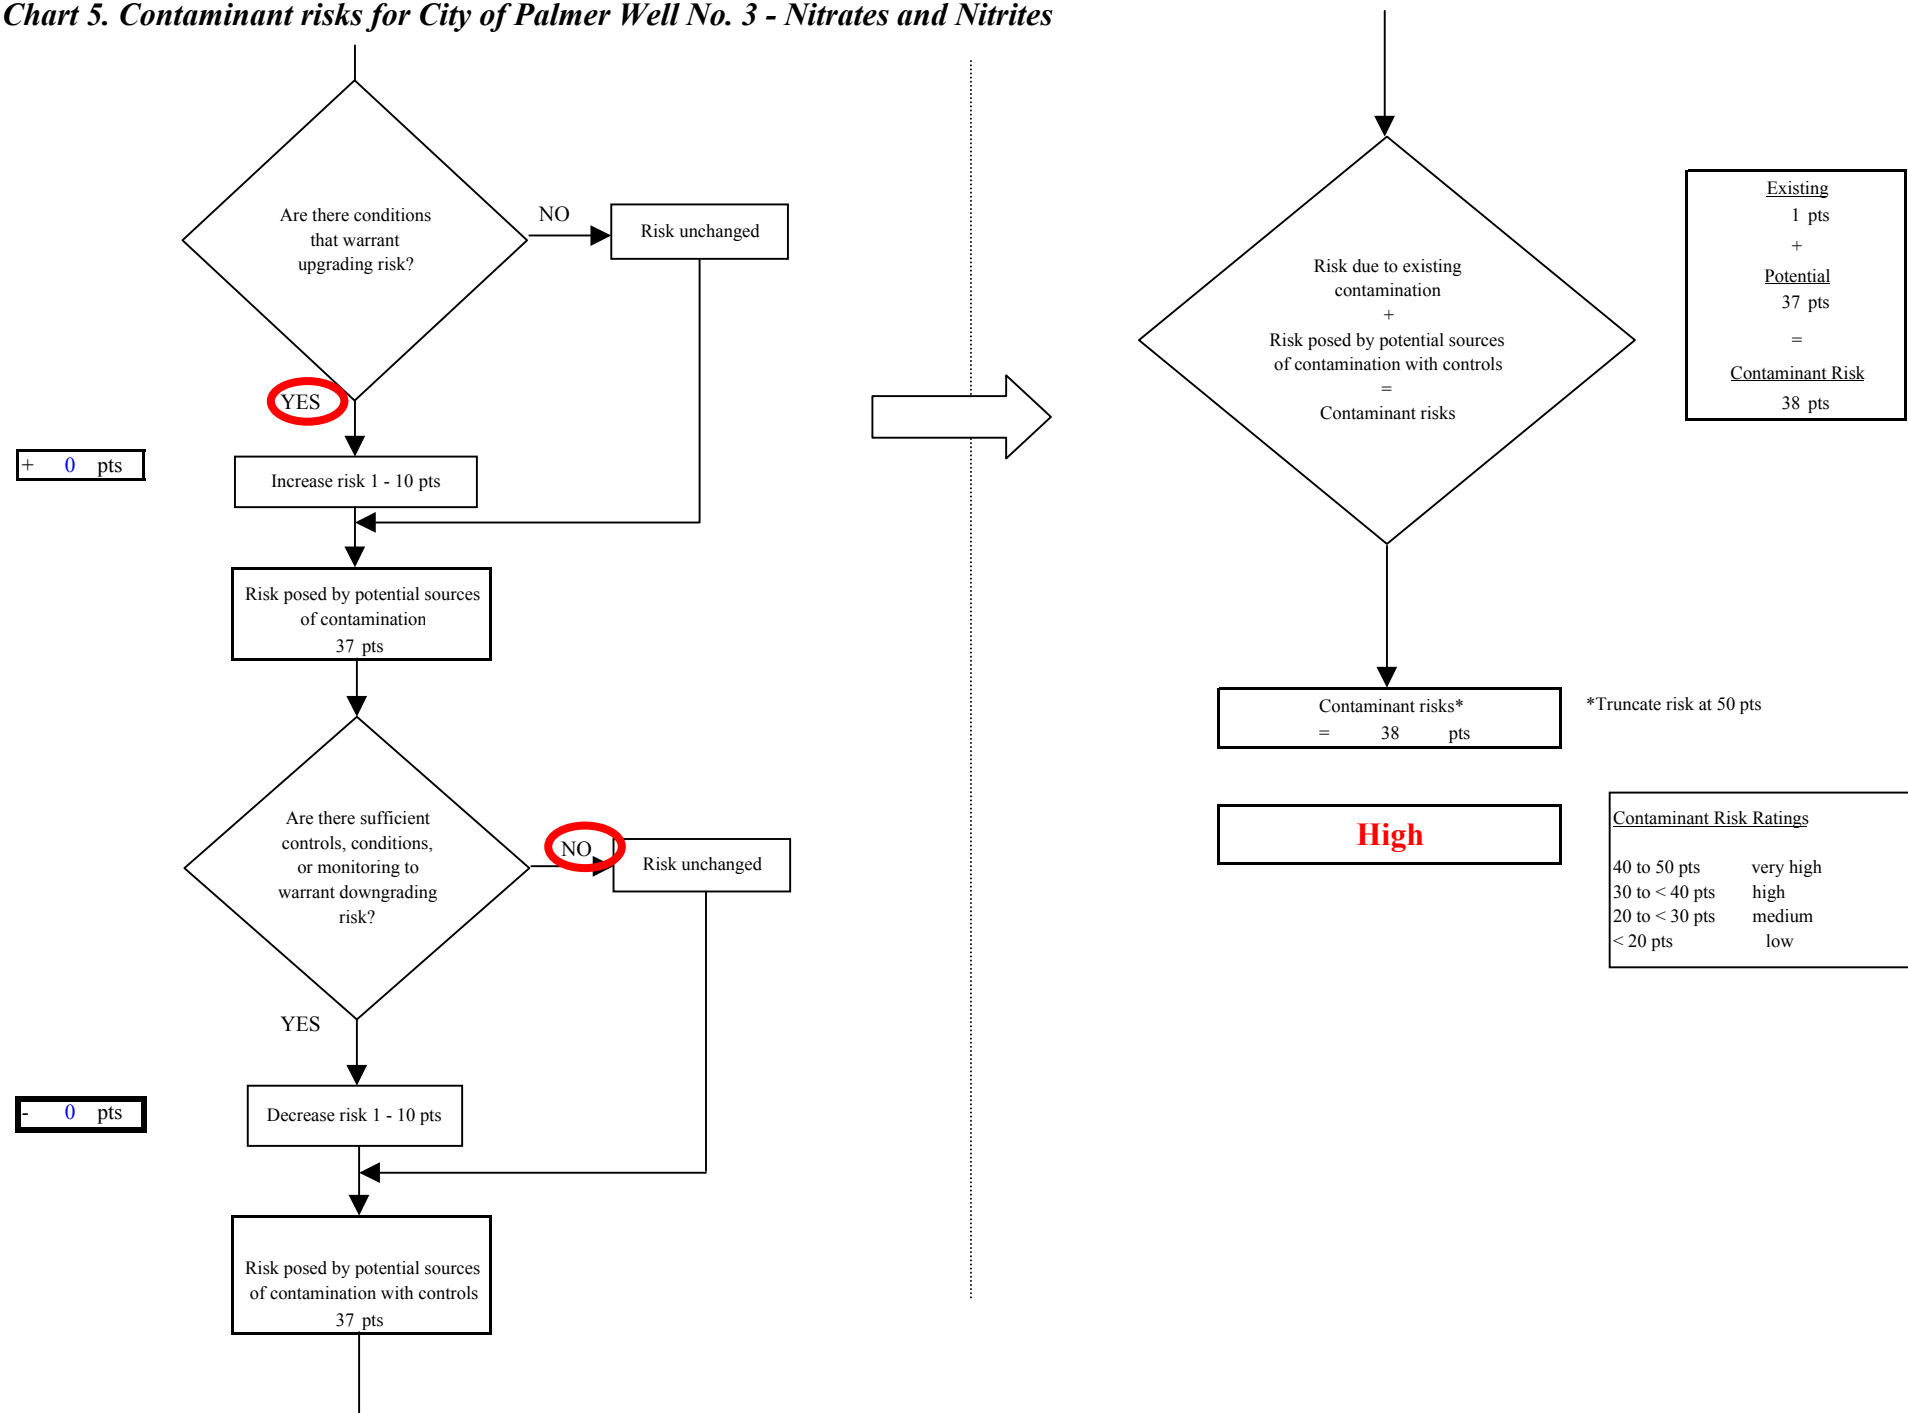 Chart 5. Contaminant risks for City of Palmer Well No. 3 - Nitrates and Nitrites
Are there conditions
that warrant
upgrading risk?
NO
Risk unchanged
YES
+ 0 pts
Increase risk 1 - 10 pts
Risk posed by potential sources
of contamination
37 pts
Are there sufficient
controls, conditions,
or monitoring to
warrant downgrading
risk?
NO
Risk unchanged
YES
- 0 pts
Decrease risk 1 - 10 pts
Risk posed by potential sources
of contamination with controls
37 pts
Risk due to existing
contamination
+
Risk posed by potential sources
of contamination with controls
=
Contaminant risks
Existing
1 pts
+
Potential
37 pts
=
Contaminant Risk
38 pts
Contaminant risks*
= 38 pts
*Truncate risk at 50 pts
High
Contaminant Risk Ratings
40 to 50 pts very high
30 to < 40 pts high
20 to < 30 pts medium
< 20 pts low